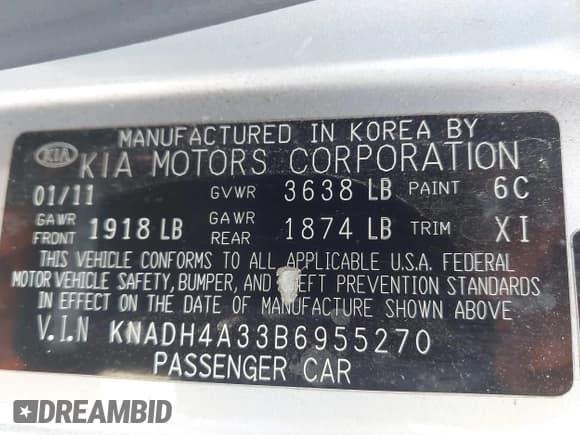 MANUFACTURED IN KOREA BY
KIA KIA MOTORS CORPORATION
01/11 GVWR 3638 LB PAINT 6C
GAWR FRONT 1918 LB GAWR REAR 1874 LB TRIM XI
THIS VEHICLE CONFORMS TO ALL APPLICABLE U.S.A. FEDERAL
MOTOR VEHICLE SAFETY, BUMPER, AND THEFT PREVENTION STANDARDS
IN EFFECT ON THE DATE OF MANUFACTURE SHOWN ABOVE
V.I.N KNADH4A33B6955270
PASSENGER CAR
DREAMBID